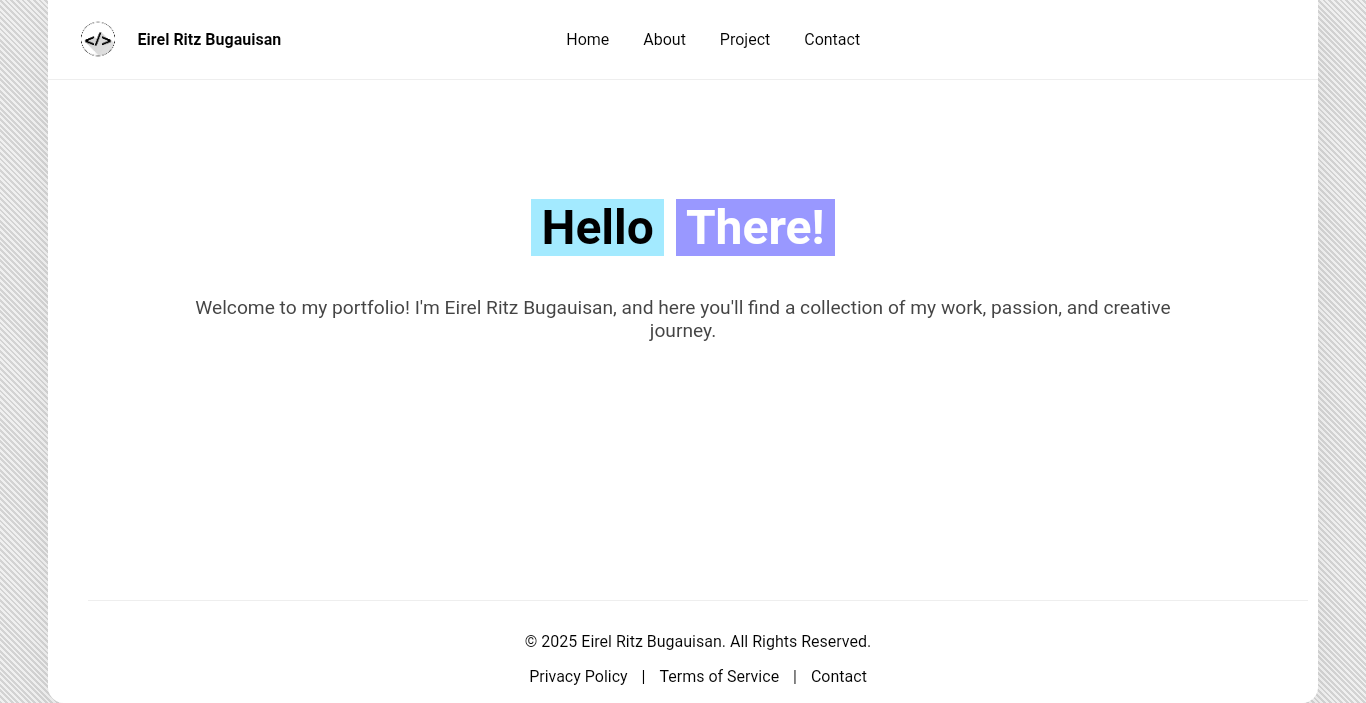 </> Eirel Ritz Bugauisan Home About Project Contact
Hello There!
Welcome to my portfolio! I'm Eirel Ritz Bugauisan, and here you'll find a collection of my work, passion, and creative
journey.
© 2025 Eirel Ritz Bugauisan. All Rights Reserved.
Privacy Policy | Terms of Service | Contact